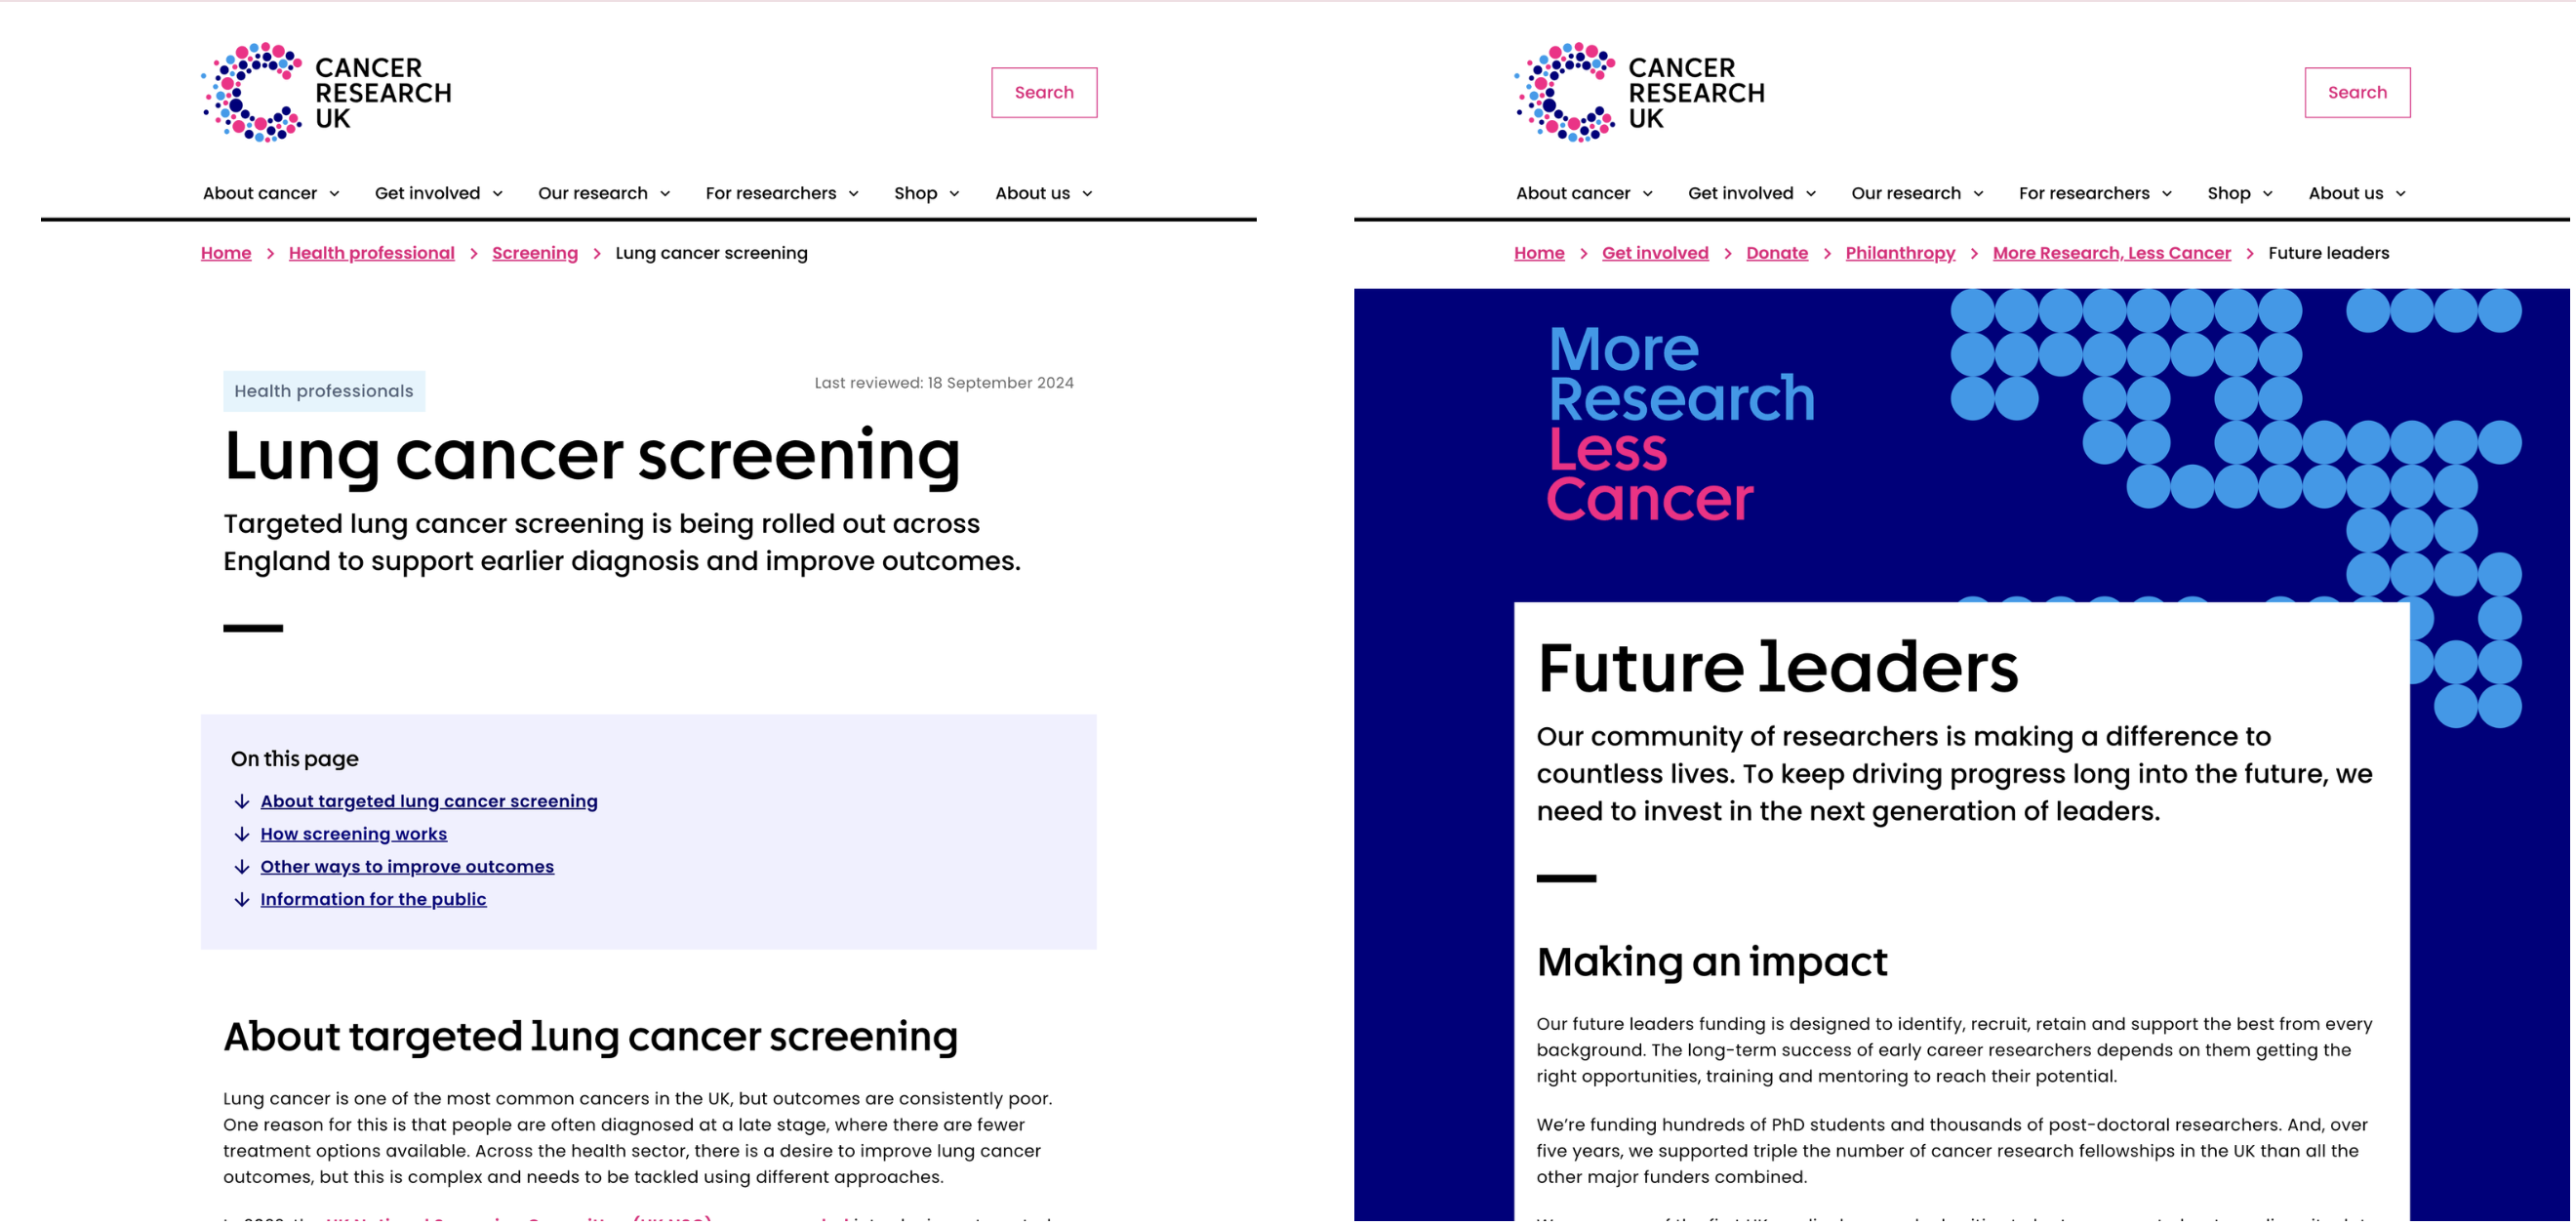 CANCER
RESEARCH
UK
Search
About cancer
Get involved
Our research
For researchers
Shop
About us
Home > Health professional > Screening > Lung cancer screening
Health professionals
Last reviewed: 18 September 2024
Lung cancer screening
Targeted lung cancer screening is being rolled out across
England to support earlier diagnosis and improve outcomes.
On this page
About targeted lung cancer screening
How screening works
Other ways to improve outcomes
Information for the public
About targeted lung cancer screening
Lung cancer is one of the most common cancers in the UK, but outcomes are consistently poor.
One reason for this is that people are often diagnosed at a late stage, where there are fewer
treatment options available. Across the health sector, there is a desire to improve lung cancer
outcomes, but this is complex and needs to be tackled using different approaches.
CANCER
RESEARCH
UK
Search
About cancer
Get involved
Our research
For researchers
Shop
About us
Home > Get involved > Donate > Philanthropy > More Research, Less Cancer > Future leaders
More
Research
Less
Cancer
Future leaders
Our community of researchers is making a difference to
countless lives. To keep driving progress long into the future, we
need to invest in the next generation of leaders.
Making an impact
Our future leaders funding is designed to identify, recruit, retain and support the best from every
background. The long-term success of early career researchers depends on them getting the
right opportunities, training and mentoring to reach their potential.
We're funding hundreds of PhD students and thousands of post-doctoral researchers. And, over
five years, we supported triple the number of cancer research fellowships in the UK than all the
other major funders combined.